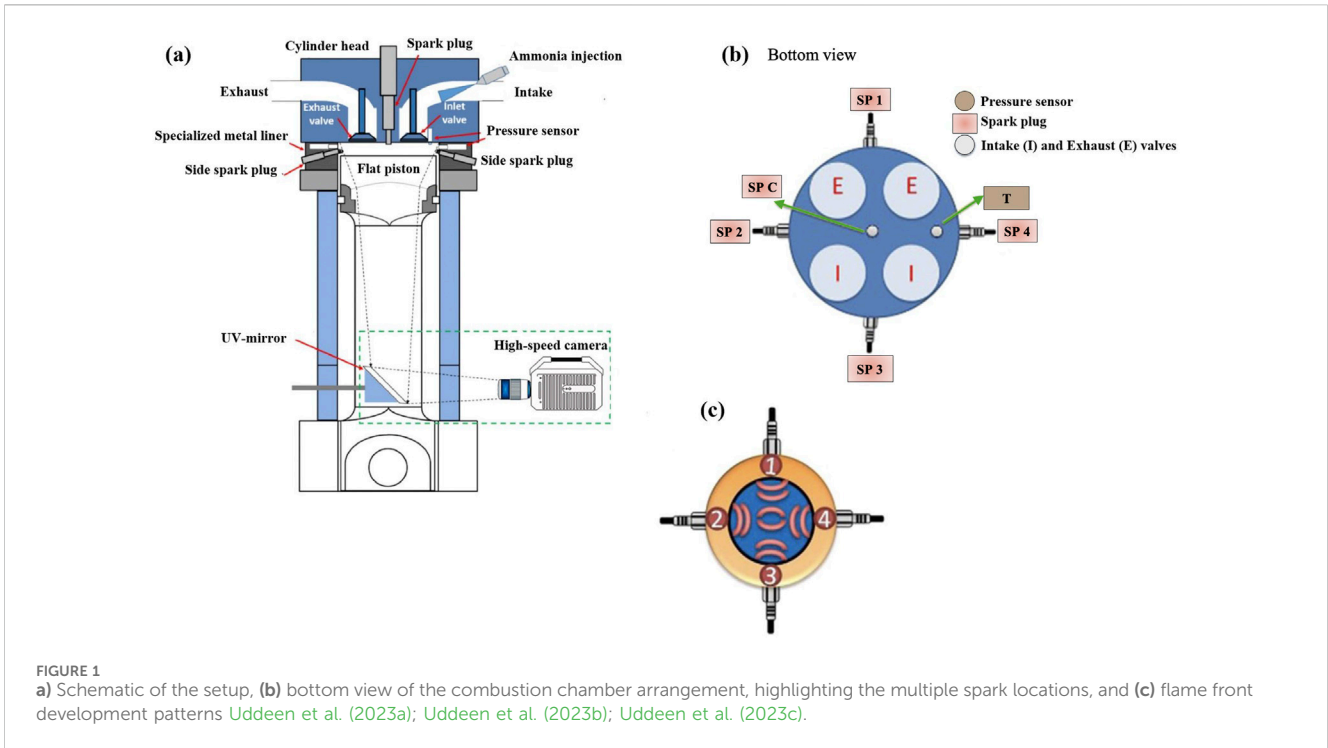 (a)
Cylinder head
Spark plug
Ammonia injection
Exhaust
Intake
Exhaust
valve
Inlet
valve
Specialized metal liner
Pressure sensor
Side spark plug
Flat piston
Side spark plug
UV-mirror
High-speed camera
(b) Bottom view
SP 1
Pressure sensor
Spark plug
Intake (I) and Exhaust (E) valves
SP C
E
E
T
SP 2
SP 4
I
I
SP 3
(c)
1
2
4
3
FIGURE 1
a) Schematic of the setup, (b) bottom view of the combustion chamber arrangement, highlighting the multiple spark locations, and (c) flame front
development patterns Uddeen et al. (2023a); Uddeen et al. (2023b); Uddeen et al. (2023c).